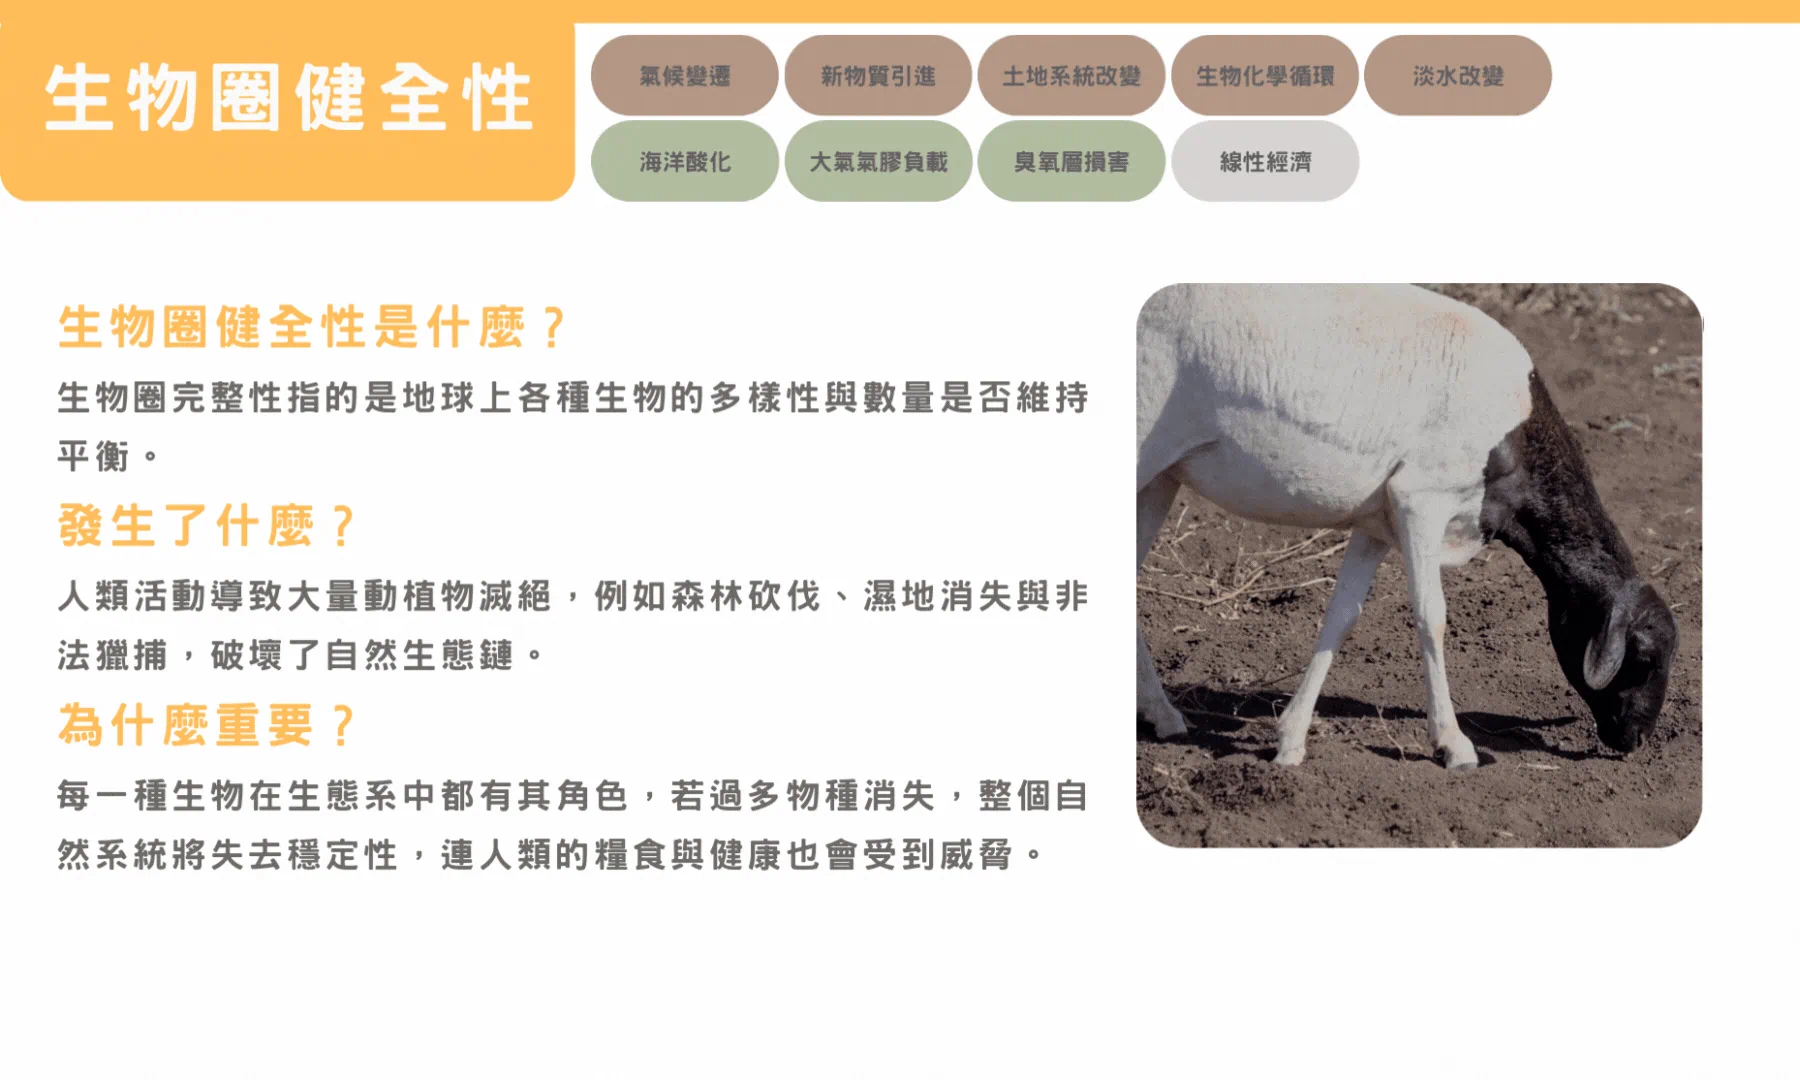 生物圈健全性
氣候變遷
新物質引進
土地系統改變
生物化學循環
淡水改變
海洋酸化
大氣氣膠負載
臭氧層損害
線性經濟
生物圈健全性是什麼？
生物圈完整性指的是地球上各種生物的多樣性與數量是否維持
平衡。
發生了什麼？
人類活動導致大量動植物滅絕，例如森林砍伐、濕地消失與非
法獵捕，破壞了自然生態鏈。
為什麼重要？
每一種生物在生態系中都有其角色，若過多物種消失，整個自
然系統將失去穩定性，連人類的糧食與健康也會受到威脅。